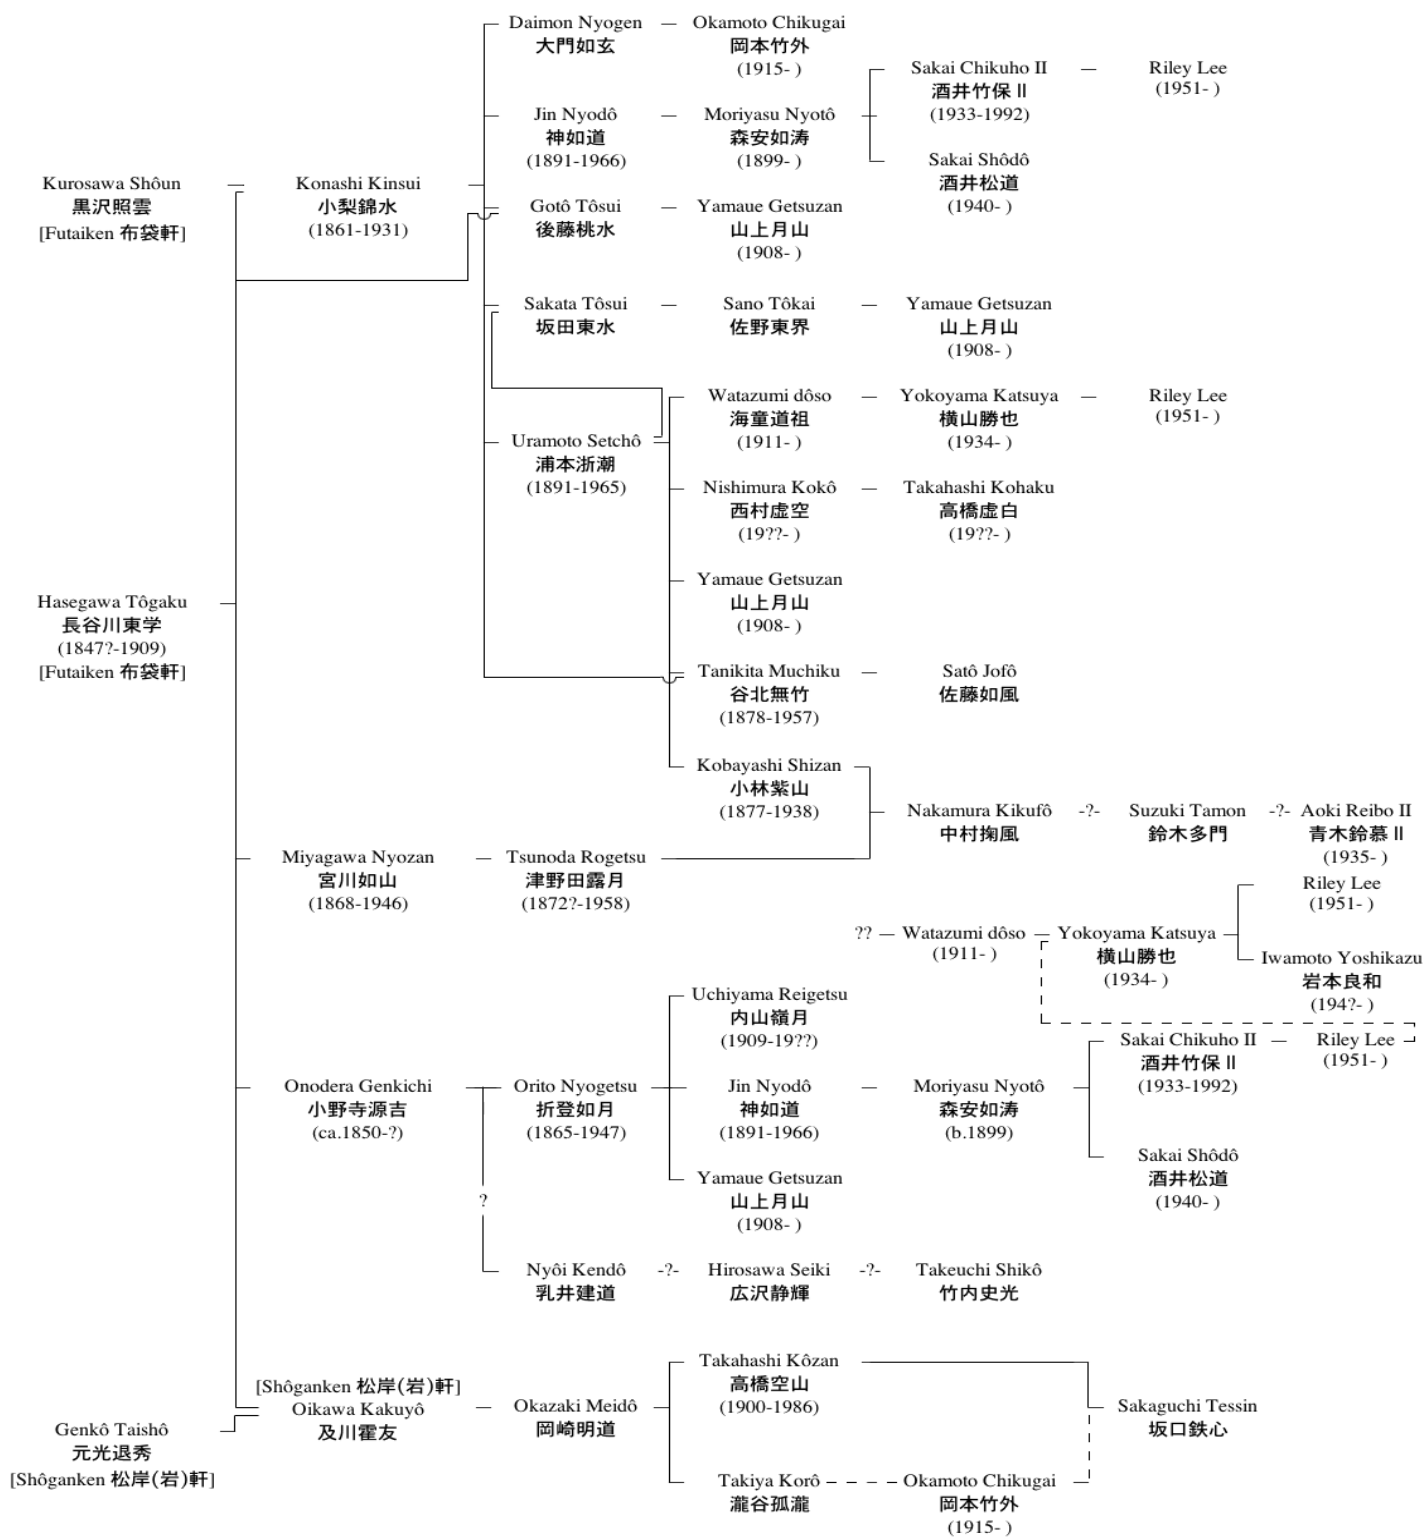 Daimon Nyogen — Okamoto Chikugai
大門如玄 岡本竹外
(1915- )
Sakai Chikuho II — Riley Lee
酒井竹保 II (1951- )
(1933-1992)
Jin Nyodô — Moriyasu Nyotô
神如道 森安如涛
(1891-1966) (1899- )
Sakai Shôdô
酒井松道
(1940- )
Kurosawa Shôun — Konashi Kinsui
黒沢照雲 小梨錦水
[Futaiken 布袋軒] (1861-1931)
Gotô Tôsui — Yamaue Getsuzan
後藤桃水 山上月山
(1908- )
Sakata Tôsui — Sano Tôkai — Yamaue Getsuzan
坂田東水 佐野東界 山上月山
(1908- )
Watazumi dôso — Yokoyama Katsuya — Riley Lee
海童道祖 横山勝也 (1951- )
(1911- ) (1934- )
Uramoto Setchô
浦本浙潮
(1891-1965)
Nishimura Kokô — Takahashi Kohaku
西村虚空 高橋虚白
(19??- ) (19??- )
Yamaue Getsuzan
山上月山
(1908- )
Hasegawa Tôgaku
長谷川東学
(1847?-1909)
[Futaiken 布袋軒]
Tanikita Muchiku — Satô Jofô
谷北無竹 佐藤如風
(1878-1957)
Kobayashi Shizan
小林紫山
(1877-1938)
Nakamura Kikufô -?- Suzuki Tamon -?- Aoki Reibo II
中村掬風 鈴木多門 青木鈴慕 II
(1935- )
Miyagawa Nyozan — Tsunoda Rogetsu
宮川如山 津野田露月
(1868-1946) (1872?-1958)
Riley Lee
(1951- )
?? — Watazumi dôso — Yokoyama Katsuya
(1911- ) 横山勝也
(1934- )
Iwamoto Yoshikazu
岩本良和
(194?- )
Uchiyama Reigetsu
内山嶺月
(1909-19??)
Sakai Chikuho II — Riley Lee
酒井竹保 II (1951- )
(1933-1992)
Onodera Genkichi Orito Nyogetsu Jin Nyodô — Moriyasu Nyotô
小野寺源吉 折登如月 神如道 森安如涛
(ca.1850-?) (1865-1947) (1891-1966) (b.1899)
Sakai Shôdô
酒井松道
(1940- )
Yamaue Getsuzan
山上月山
(1908- )
?
Nyôi Kendô -?- Hirosawa Seiki -?- Takeuchi Shikô
乳井建道 広沢静輝 竹内史光
Takahashi Kôzan
高橋空山
(1900-1986)
[Shôganken 松岸(岩)軒]
Oikawa Kakuyô — Okazaki Meidô
及川霍友 岡崎明道
Sakaguchi Tessin
坂口鉄心
Genkô Taishô
元光退秀
[Shôganken 松岸(岩)軒]
Takiya Korô – – – Okamoto Chikugai
瀧谷孤瀧 岡本竹外
(1915- )